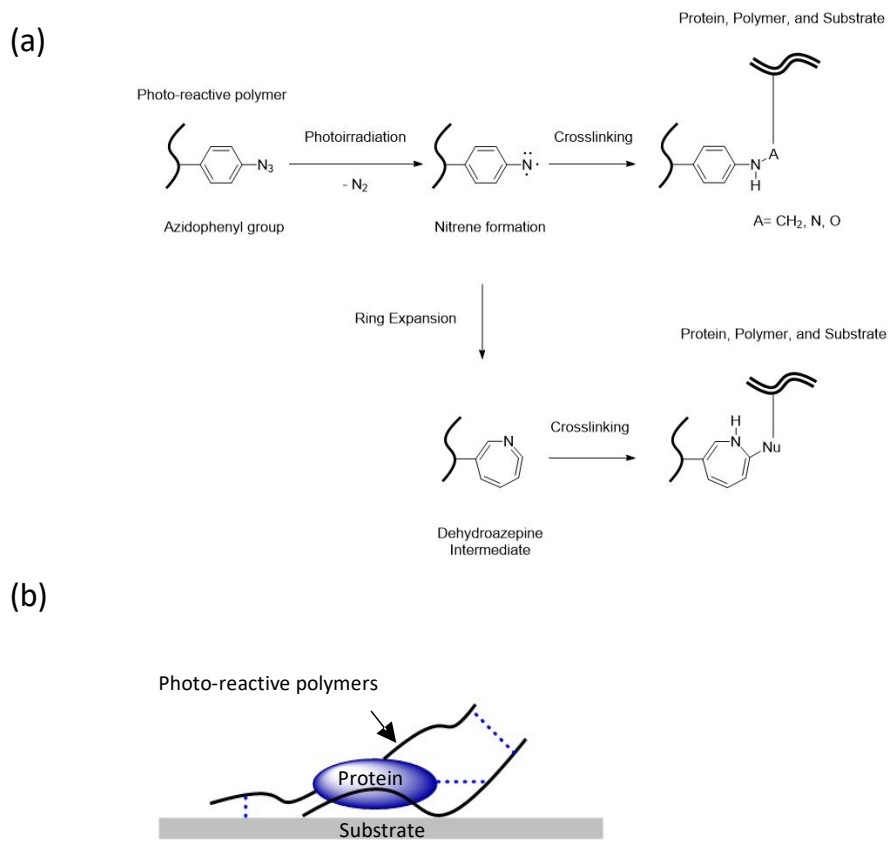 (a)
Protein, Polymer, and Substrate
Photo-reactive polymer
Photoirradiation
Crosslinking
N₃
- N₂
N
N
H
A
Azidophenyl group
Nitrene formation
A= CH₂, N, O
Ring Expansion
Protein, Polymer, and Substrate
Crosslinking
N
H
N
Nu
Dehydroazepine
Intermediate
(b)
Photo-reactive polymers
Protein
Substrate